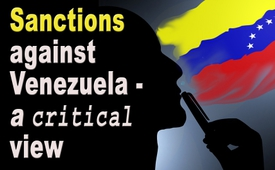 Sanctions
against
Venezuela -
a critical
view